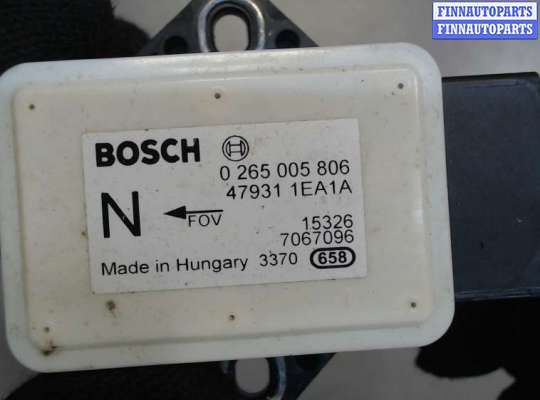 FINNAUTOPARTS
FINNAUTOPARTS
BOSCH
0 265 005 806
47931 1EA1A
N
FOV
15326
7067096
Made in Hungary 3370 658